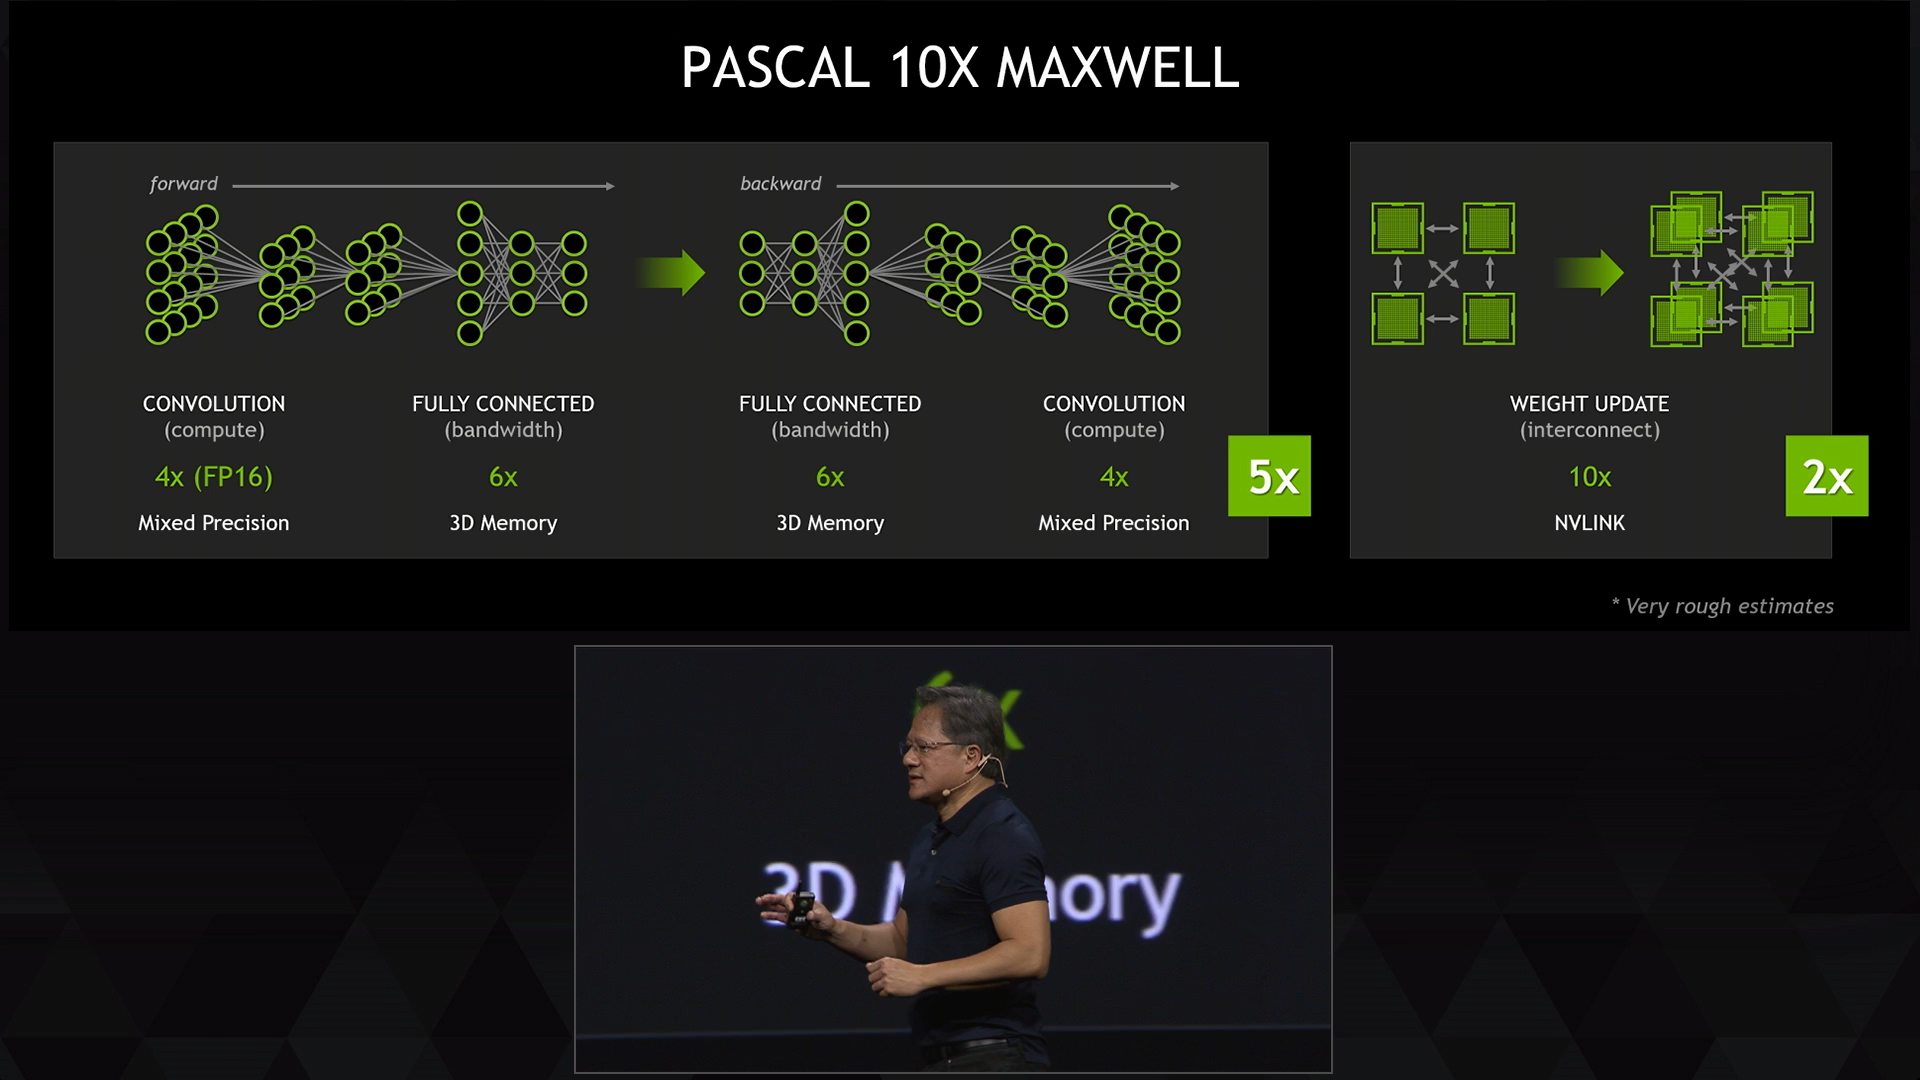 PASCAL 10X MAXWELL
forward
backward
CONVOLUTION
(compute)
4x (FP16)
Mixed Precision
FULLY CONNECTED
(bandwidth)
6x
3D Memory
FULLY CONNECTED
(bandwidth)
6x
3D Memory
CONVOLUTION
(compute)
4x
Mixed Precision
5x
WEIGHT UPDATE
(interconnect)
10x
NVLINK
2x
* Very rough estimates
3D Memory